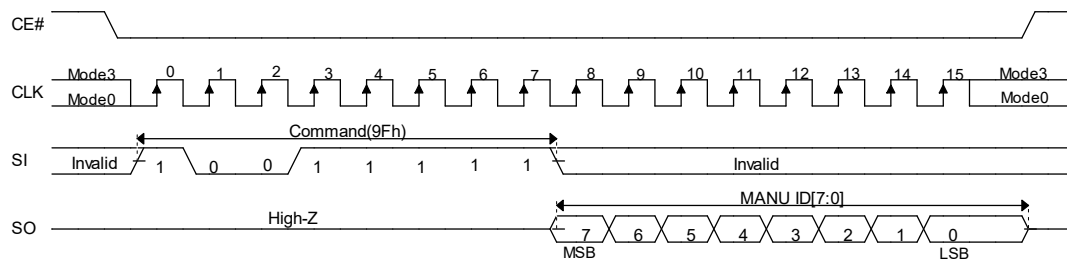 CE#
0 1 2 3 4 5 6 7 8 9 10 11 12 13 14 15
Mode3 Mode3
CLK
Mode0 Mode0
Command(9Fh)
SI Invalid 1 0 0 1 1 1 1 1 Invalid
MANU ID[7:0]
High-Z
SO 7 6 5 4 3 2 1 0
MSB LSB